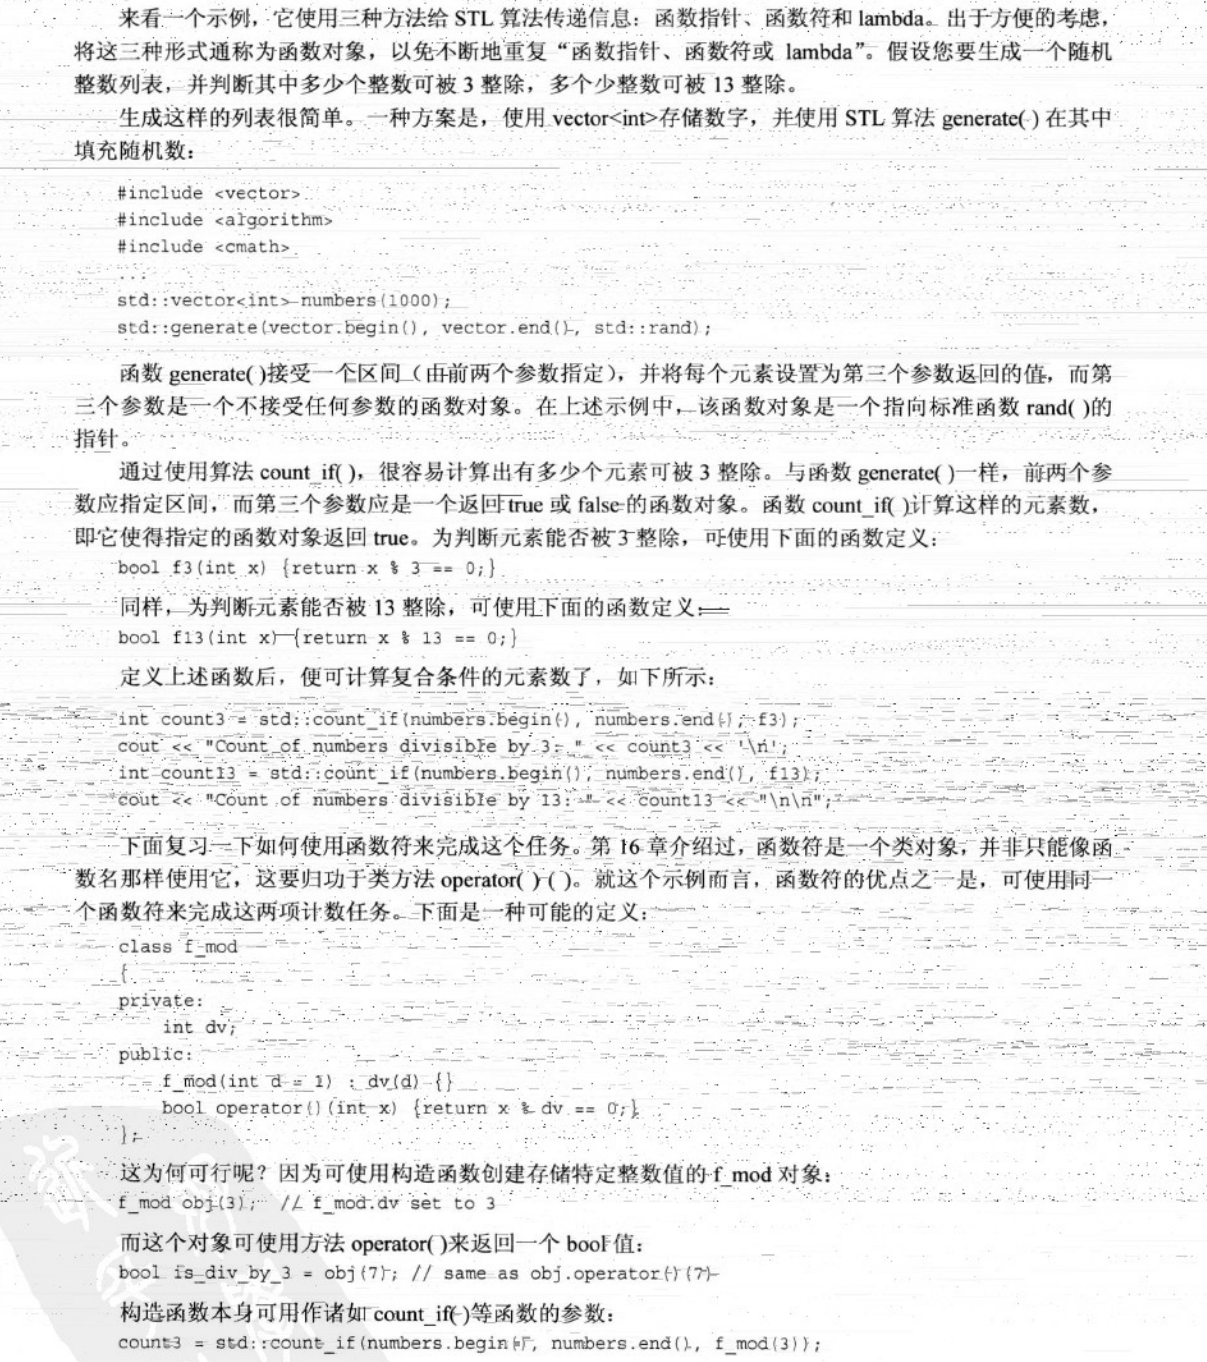 来看一个示例，它使用三种方法给 STL 算法传递信息：函数指针、函数符和 lambda。出于方便的考虑，
将这三种形式通称为函数对象，以免不断地重复“函数指针、函数符或 lambda”。假设您要生成一个随机
整数列表，并判断其中多少个整数可被 3 整除，多个少整数可被 13 整除。
生成这样的列表很简单。一种方案是，使用 vector<int>存储数字，并使用 STL 算法 generate( ) 在其中
填充随机数：
#include <vector>
#include <algorithm>
#include <cmath>
...
std::vector<int> numbers(1000);
std::generate(vector.begin(), vector.end(), std::rand);
函数 generate( )接受一个区间（由前两个参数指定），并将每个元素设置为第三个参数返回的值，而第
三个参数是一个不接受任何参数的函数对象。在上述示例中，该函数对象是一个指向标准函数 rand( )的
指针。
通过使用算法 count_if( )，很容易计算出有多少个元素可被 3 整除。与函数 generate( )一样，前两个参
数应指定区间，而第三个参数应是一个返回 true 或 false 的函数对象。函数 count_if( )计算这样的元素数，
即它使得指定的函数对象返回 true。为判断元素能否被 3 整除，可使用下面的函数定义：
bool f3(int x) {return x % 3 == 0;}
同样，为判断元素能否被 13 整除，可使用下面的函数定义：
bool f13(int x) {return x % 13 == 0;}
定义上述函数后，便可计算复合条件的元素数了，如下所示：
int count3 = std::count_if(numbers.begin(), numbers.end(), f3);
cout << "Count of numbers divisible by 3: " << count3 << '\n';
int count13 = std::count_if(numbers.begin(), numbers.end(), f13);
cout << "Count of numbers divisible by 13: " << count13 << "\n\n";
下面复习一下如何使用函数符来完成这个任务。第 16 章介绍过，函数符是一个类对象，并非只能像函
数名那样使用它，这要归功于类方法 operator( ) ( )。就这个示例而言，函数符的优点之一是，可使用同一
个函数符来完成这两项计数任务。下面是一种可能的定义：
class f_mod
{
private:
int dv;
public:
f_mod(int d = 1) : dv(d) {}
bool operator()(int x) {return x % dv == 0;}
};
这为何可行呢？因为可使用构造函数创建存储特定整数值的 f_mod 对象：
f_mod obj(3); // f_mod.dv set to 3
而这个对象可使用方法 operator( )来返回一个 bool 值：
bool is_div_by_3 = obj(7); // same as obj.operator()(7)
构造函数本身可用作诸如 count_if( )等函数的参数：
count3 = std::count_if(numbers.begin(), numbers.end(), f_mod(3));